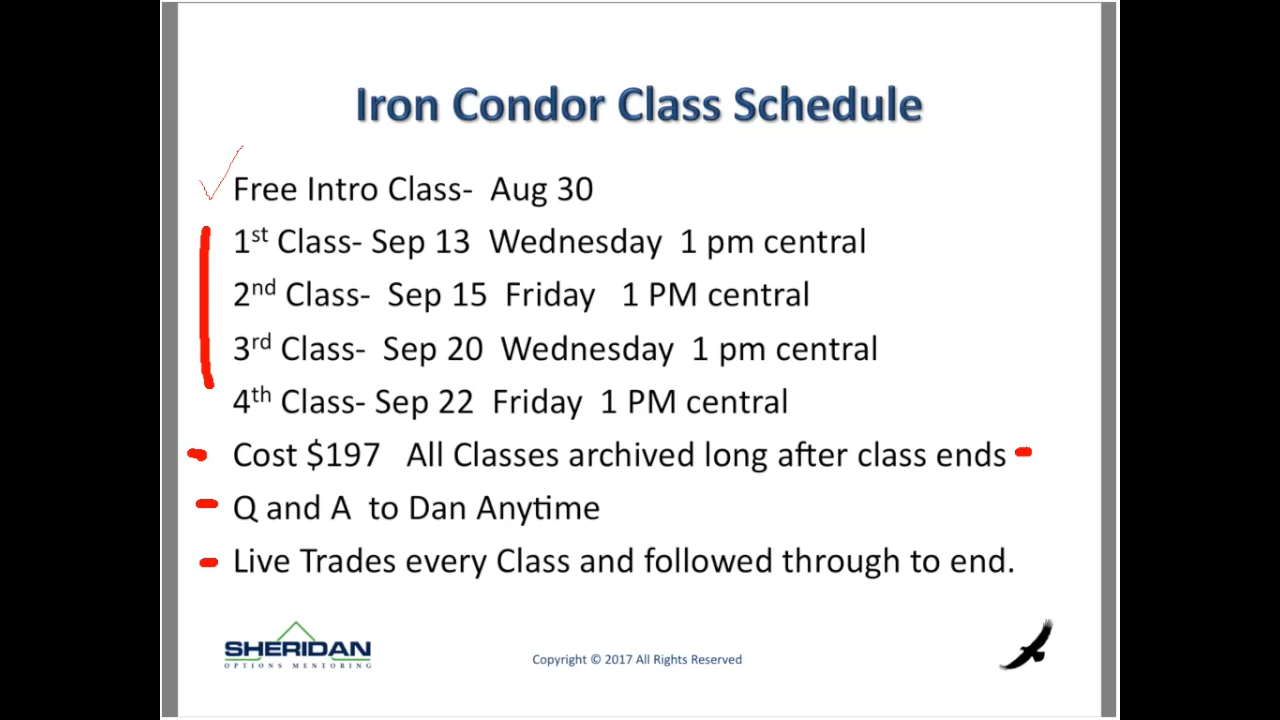 Iron Condor Class Schedule
Free Intro Class-  Aug 30
1st Class- Sep 13  Wednesday  1 pm central
2nd Class-  Sep 15  Friday   1 PM central
3rd Class-  Sep 20  Wednesday  1 pm central
4th Class- Sep 22  Friday  1 PM central
Cost $197   All Classes archived long after class ends
Q and A  to Dan Anytime
Live Trades every Class and followed through to end.
SHERIDAN
OPTIONS MENTORING
Copyright © 2017 All Rights Reserved